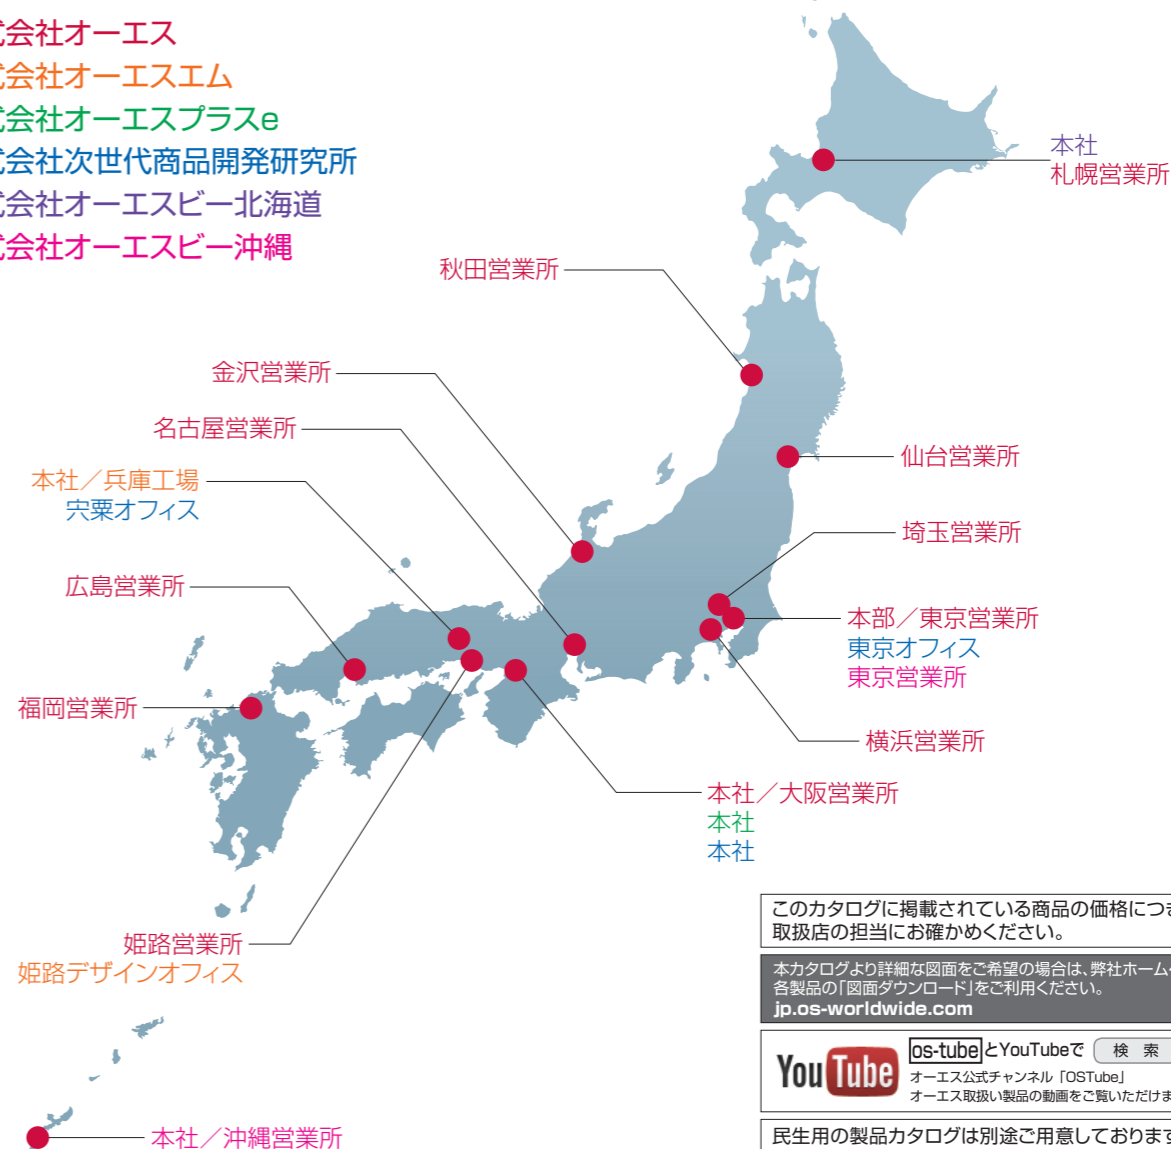 式会社オーエス
式会社オーエスエム
式会社オーエスプラスe
式会社次世代商品開発研究所
式会社オーエスビー北海道
式会社オーエスビー沖縄
本社
札幌営業所
秋田営業所
金沢営業所
名古屋営業所
本社／兵庫工場
宍粟オフィス
仙台営業所
埼玉営業所
広島営業所
本部／東京営業所
東京オフィス
東京営業所
福岡営業所
横浜営業所
本社／大阪営業所
本社
本社
姫路営業所
姫路デザインオフィス
本社／沖縄営業所
このカタログに掲載されている商品の価格につき
取扱店の担当にお確かめください。
本カタログより詳細な図面をご希望の場合は、弊社ホーム
各製品の「図面ダウンロード」をご利用ください。
jp.os-worldwide.com
YouTube os-tubeとYouTubeで 検 索
オーエス公式チャンネル「OSTube」
オーエス取扱い製品の動画をご覧いただけま
民生用の製品カタログは別途ご用意しております